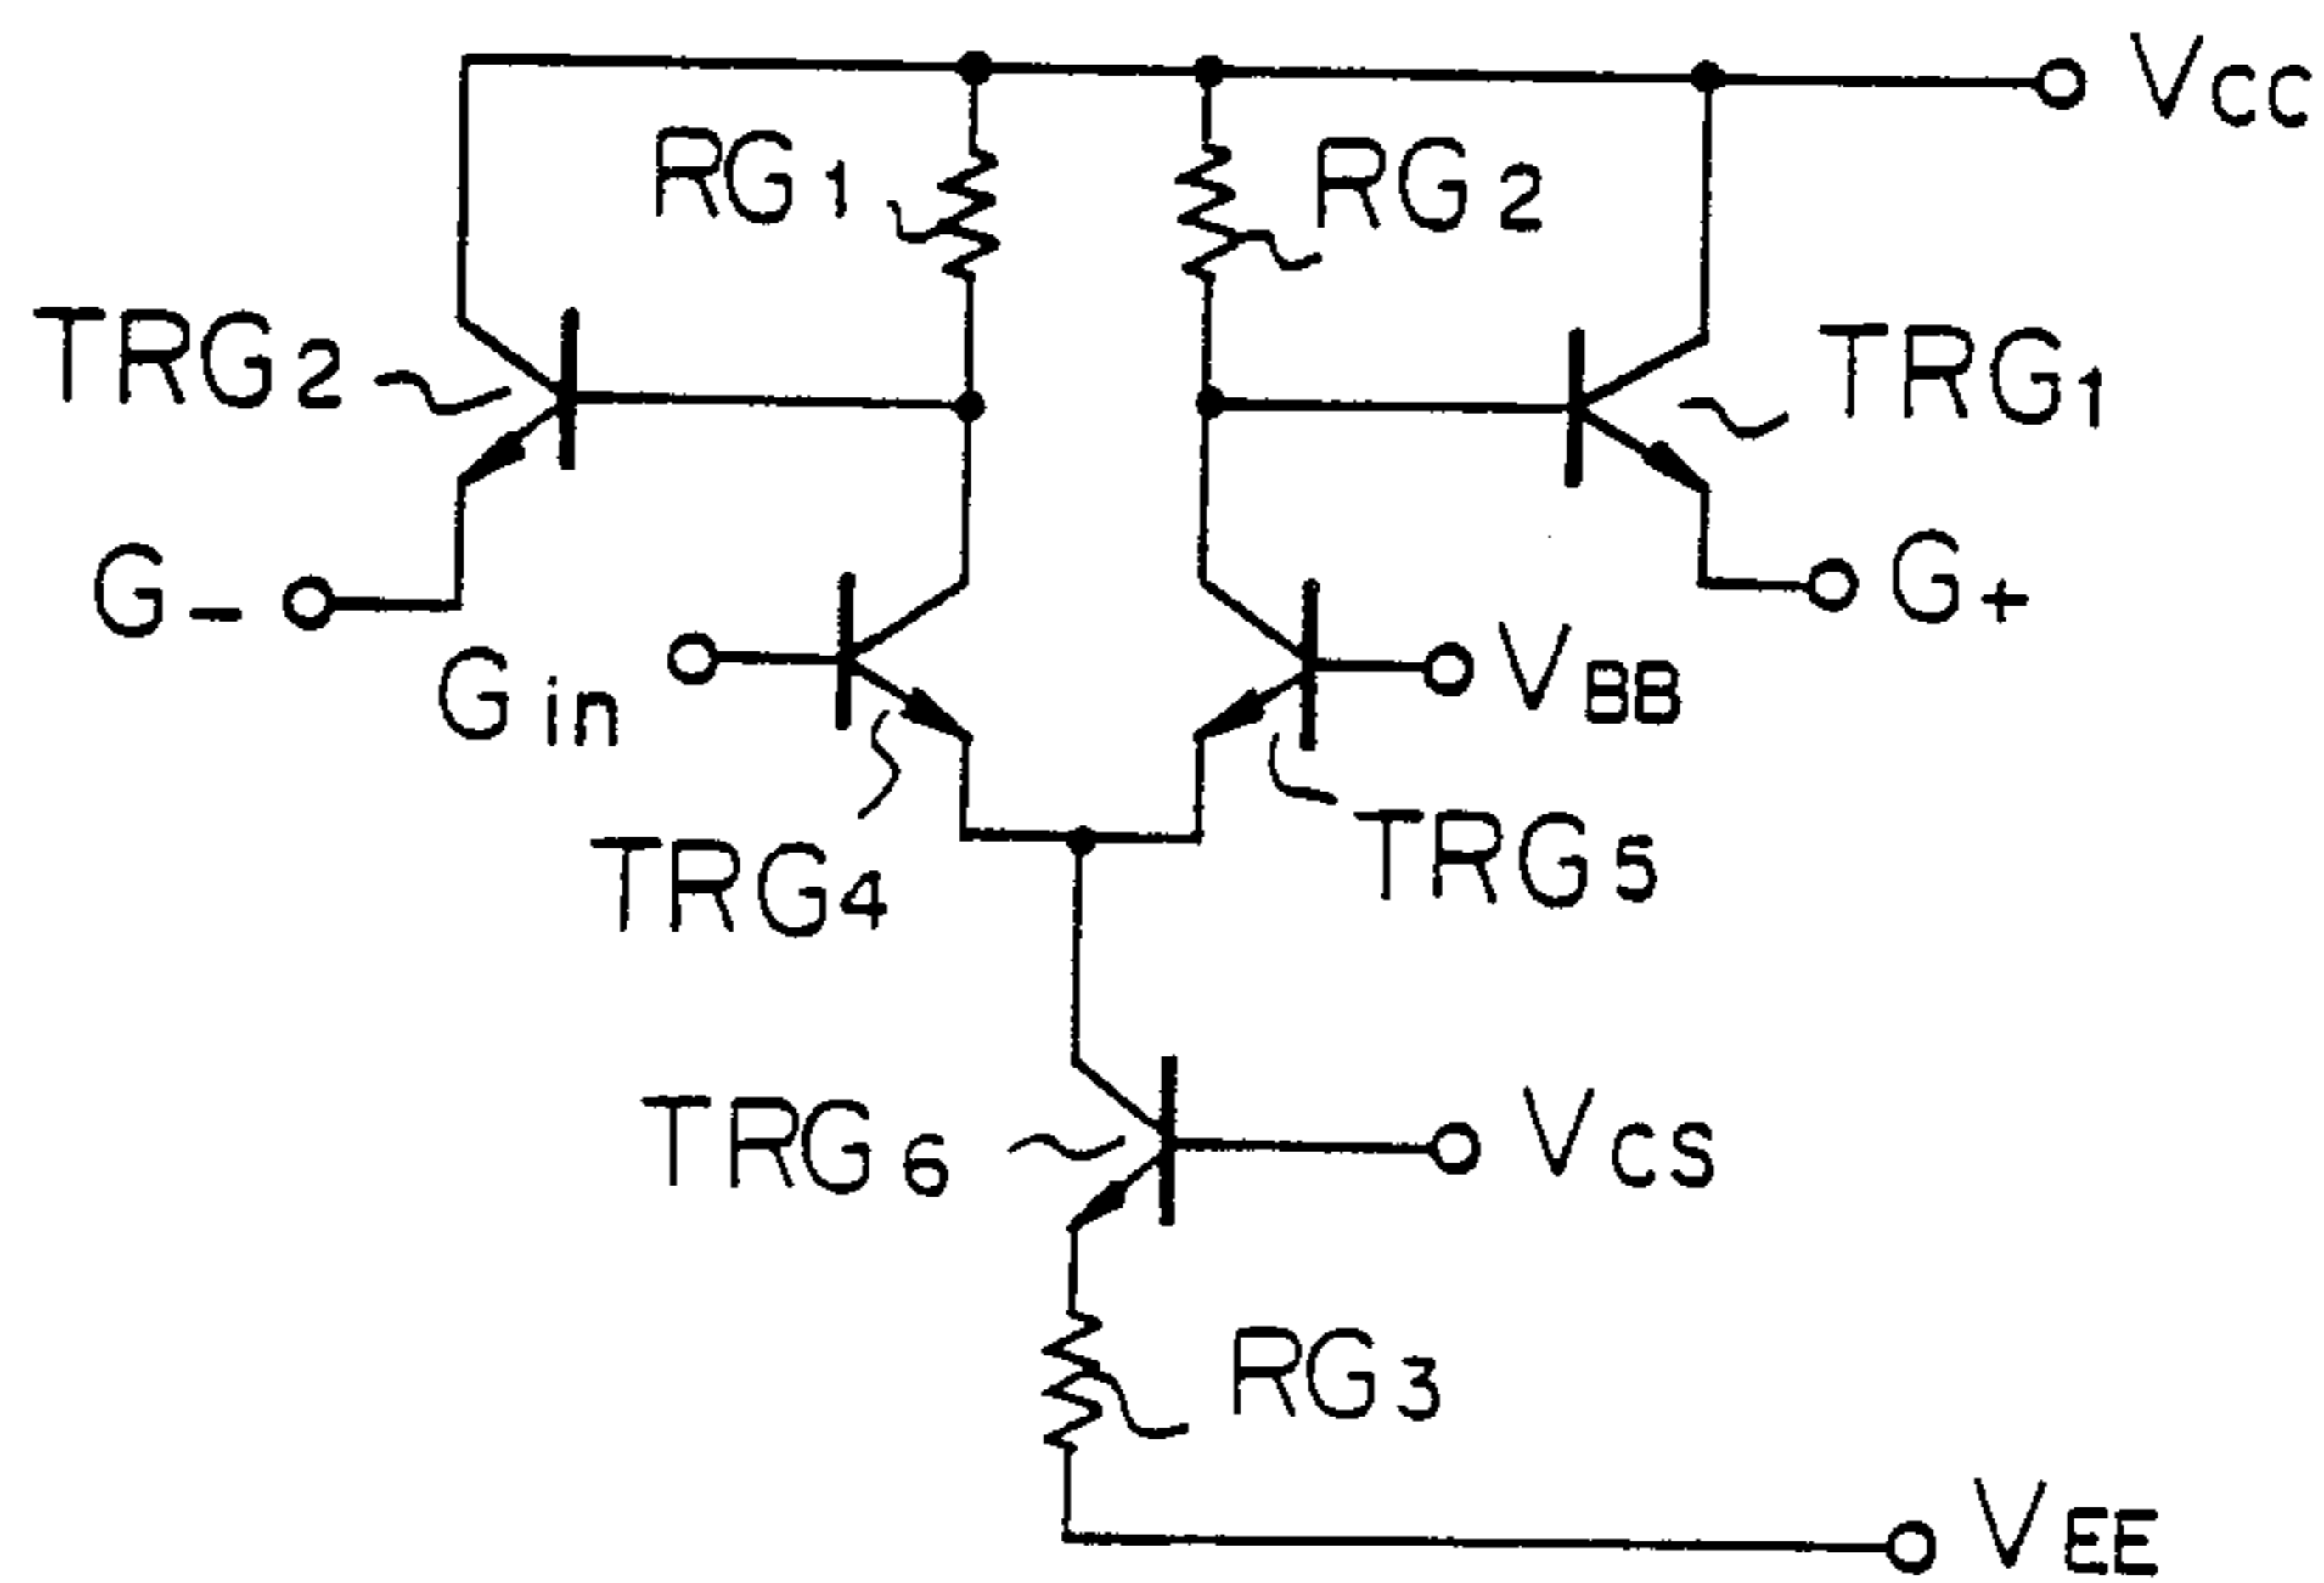 VCC
RG1
RG2
TRG2
TRG1
G-
G+
Gin
VBB
TRG4
TRG5
TRG6
VCS
RG3
VEE